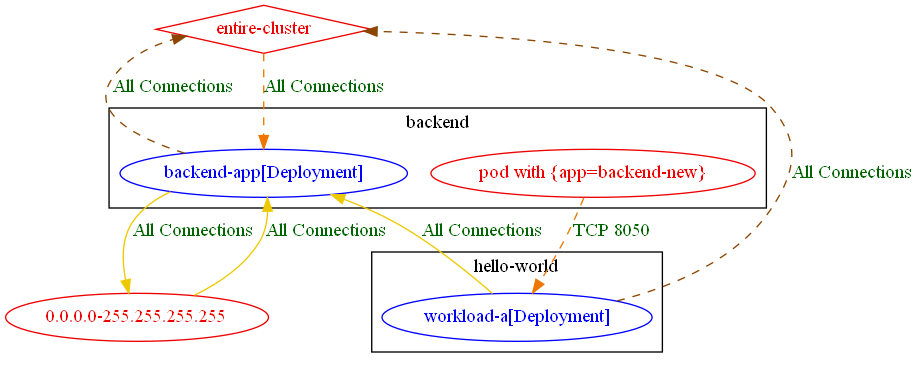 entire-cluster
All Connections
All Connections
backend
backend-app[Deployment]
pod with {app=backend-new}
All Connections
All Connections
All Connections
All Connections
TCP 8050
hello-world
0.0.0.0-255.255.255.255
workload-a[Deployment]